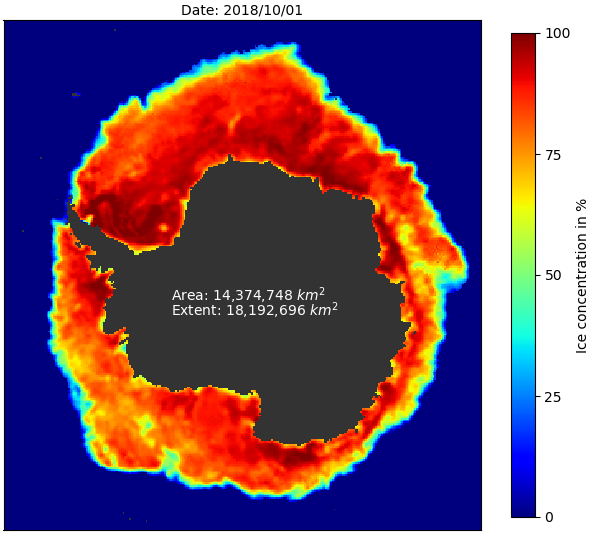 Date: 2018/10/01
100
75
50
25
0
Ice concentration in %
Area: 14,374,748 km²
Extent: 18,192,696 km²